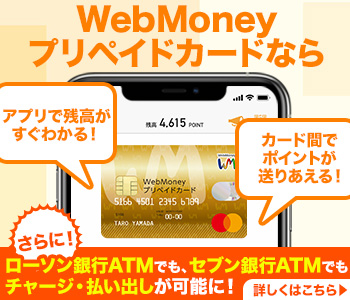 WebMoney
プリペイドカードなら
アプリで残高が
すぐわかる!
残高 4,615 POINT
カード間で
ポイントが
送りあえる!
WebMoney
プリペイドカード
5166 4501 2345 6789
00-00
TARO YAMADA
さらに!
ローソン銀行ATMでも、セブン銀行ATMでも
チャージ・払い出しが可能に!
詳しくはこちら